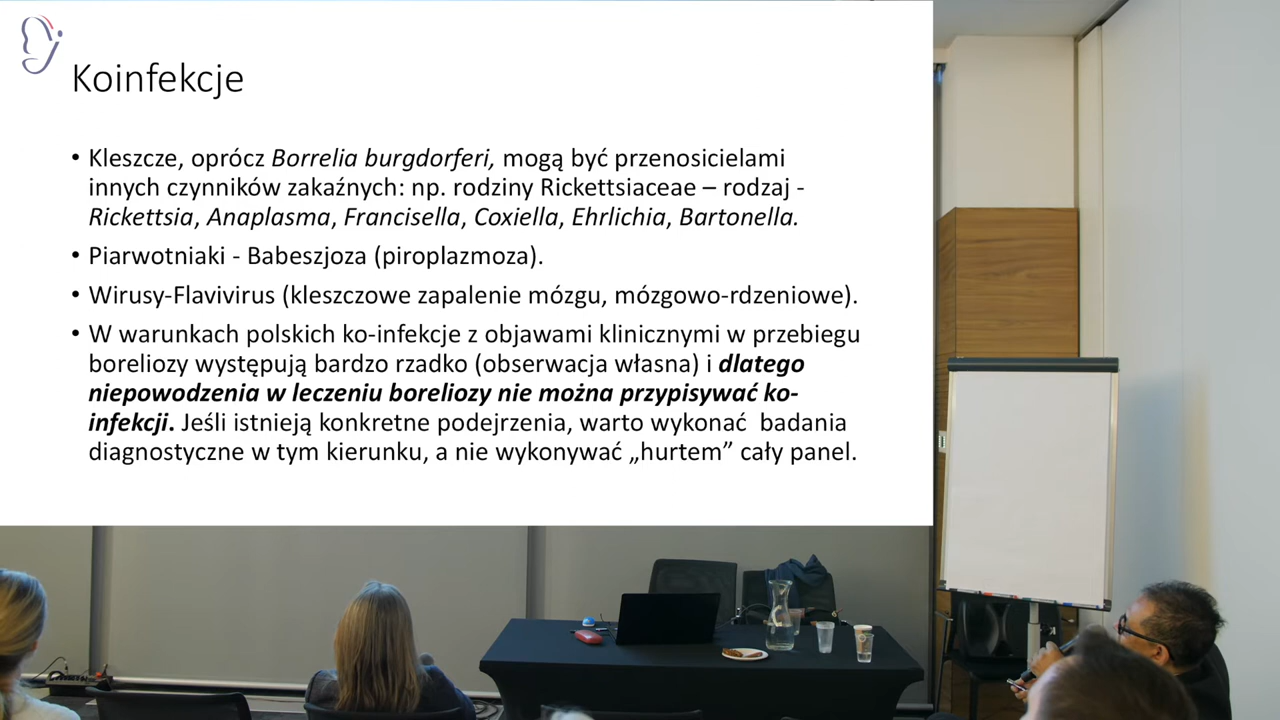 Koinfekcje
• Kleszcze, oprócz Borrelia burgdorferi, mogą być przenosicielami
innych czynników zakaźnych: np. rodziny Rickettsiaceae – rodzaj -
Rickettsia, Anaplasma, Francisella, Coxiella, Ehrlichia, Bartonella.
• Piarwotniaki - Babeszjoza (piroplazmoza).
• Wirusy-Flavivirus (kleszczowe zapalenie mózgu, mózgowo-rdzeniowe).
• W warunkach polskich ko-infekcje z objawami klinicznymi w przebiegu
boreliozy występują bardzo rzadko (obserwacja własna) i dlatego
niepowodzenia w leczeniu boreliozy nie można przypisywać ko-
infekcji. Jeśli istnieją konkretne podejrzenia, warto wykonać badania
diagnostyczne w tym kierunku, a nie wykonywać „hurtem” cały panel.